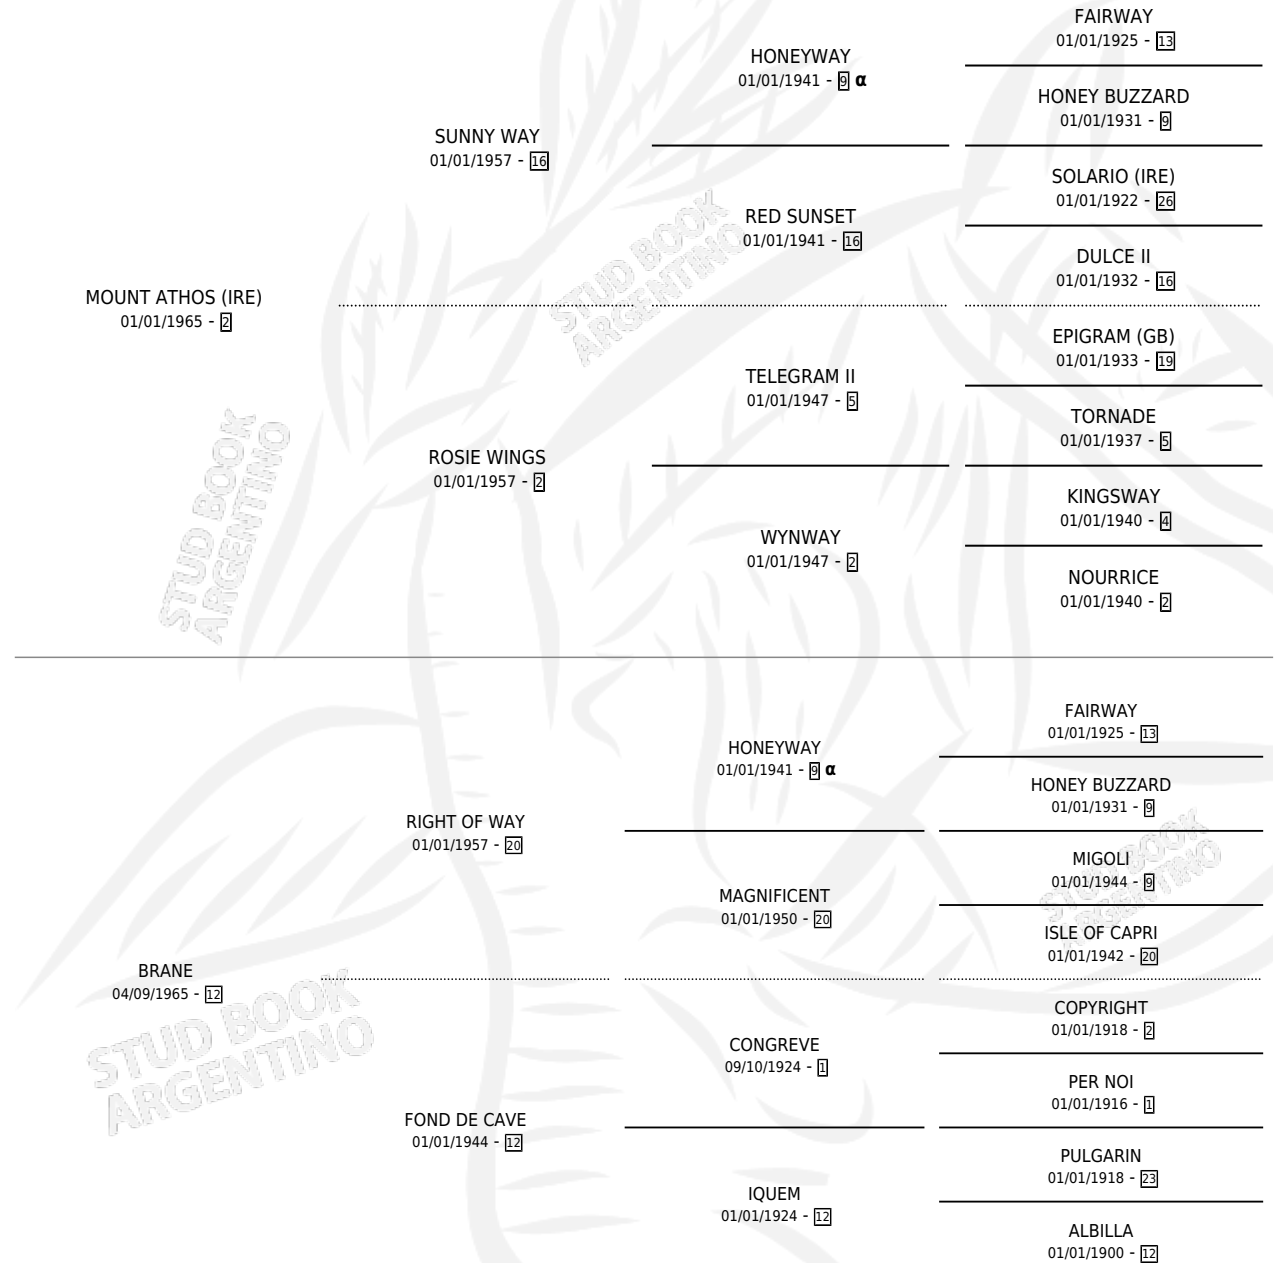 FAIRWAY
01/01/1925 - 13
HONEYWAY
01/01/1941 - 9 α
HONEY BUZZARD
01/01/1931 - 9
SUNNY WAY
01/01/1957 - 16
SOLARIO (IRE)
01/01/1922 - 26
RED SUNSET
01/01/1941 - 16
DULCE II
01/01/1932 - 16
MOUNT ATHOS (IRE)
01/01/1965 - 2
EPIGRAM (GB)
01/01/1933 - 19
TELEGRAM II
01/01/1947 - 5
TORNADE
01/01/1937 - 5
ROSIE WINGS
01/01/1957 - 2
KINGSWAY
01/01/1940 - 4
WYNWAY
01/01/1947 - 2
NOURRICE
01/01/1940 - 2
FAIRWAY
01/01/1925 - 13
HONEYWAY
01/01/1941 - 9 α
HONEY BUZZARD
01/01/1931 - 9
RIGHT OF WAY
01/01/1957 - 20
MIGOLI
01/01/1944 - 9
MAGNIFICENT
01/01/1950 - 20
ISLE OF CAPRI
01/01/1942 - 20
BRANE
04/09/1965 - 12
COPYRIGHT
01/01/1918 - 2
CONGREVE
09/10/1924 - 1
PER NOI
01/01/1916 - 1
FOND DE CAVE
01/01/1944 - 12
PULGARIN
01/01/1918 - 23
IQUEM
01/01/1924 - 12
ALBILLA
01/01/1900 - 12
STUD BOOK
ARGENTINO
STUD BOOK
ARGENTINO
STUD BOOK
ARGENTINO
STUD BOOK
ARGENTINO